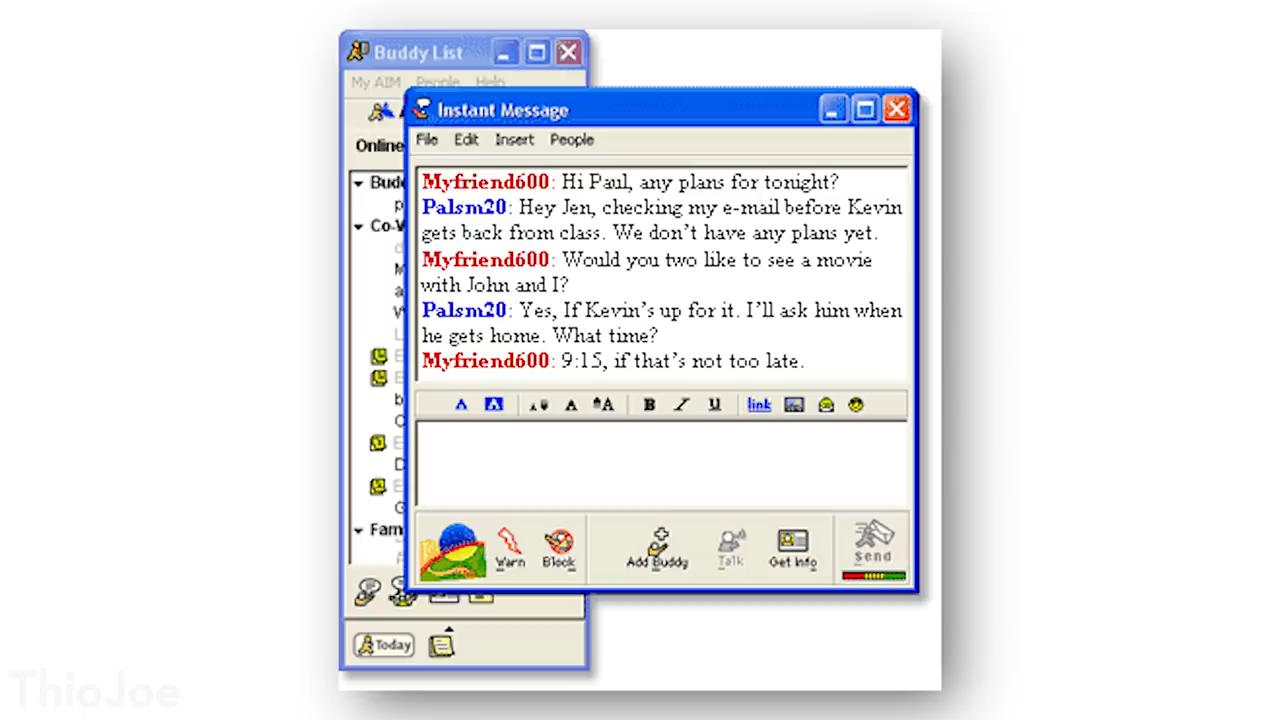 Buddy List
My AIM People Help
Instant Message
File Edit Insert People
Online
Myfriend600: Hi Paul, any plans for tonight?
Palsm20: Hey Jen, checking my e-mail before Kevin
gets back from class. We don't have any plans yet.
Myfriend600: Would you two like to see a movie
with John and I?
Palsm20: Yes, If Kevin's up for it. I'll ask him when
he gets home. What time?
Myfriend600: 9:15, if that's not too late.
A A A A A B I U link
Warn Block Add Buddy Talk Get Info Send
Today
ThioJoe